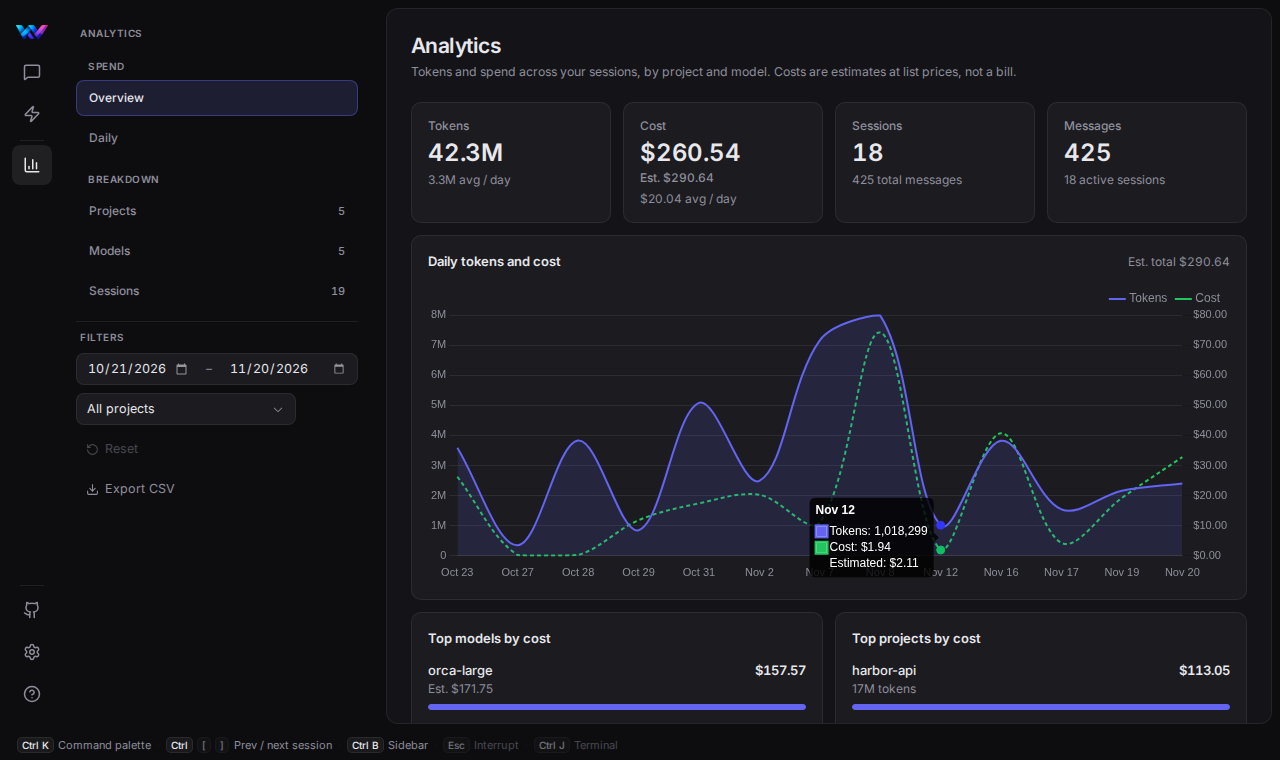 ANALYTICS
SPEND
Overview
Daily
BREAKDOWN
Projects 5
Models 5
Sessions 19
FILTERS
10/21/2026 – 11/20/2026
All projects
Reset
Export CSV
Analytics
Tokens and spend across your sessions, by project and model. Costs are estimates at list prices, not a bill.
Tokens
42.3M
3.3M avg / day
Cost
$260.54
Est. $290.64
$20.04 avg / day
Sessions
18
425 total messages
Messages
425
18 active sessions
Daily tokens and cost Est. total $290.64
Tokens Cost
8M $80.00
7M $70.00
6M $60.00
5M $50.00
4M $40.00
3M $30.00
2M $20.00
1M $10.00
0 $0.00
Nov 12
Tokens: 1,018,299
Cost: $1.94
Estimated: $2.11
Oct 23 Oct 27 Oct 28 Oct 29 Oct 31 Nov 2 Nov 7 Nov 8 Nov 12 Nov 16 Nov 17 Nov 19 Nov 20
Top models by cost
orca-large $157.57
Est. $171.75
Top projects by cost
harbor-api $113.05
17M tokens
Ctrl K Command palette Ctrl [ ] Prev / next session Ctrl B Sidebar Esc Interrupt Ctrl J Terminal